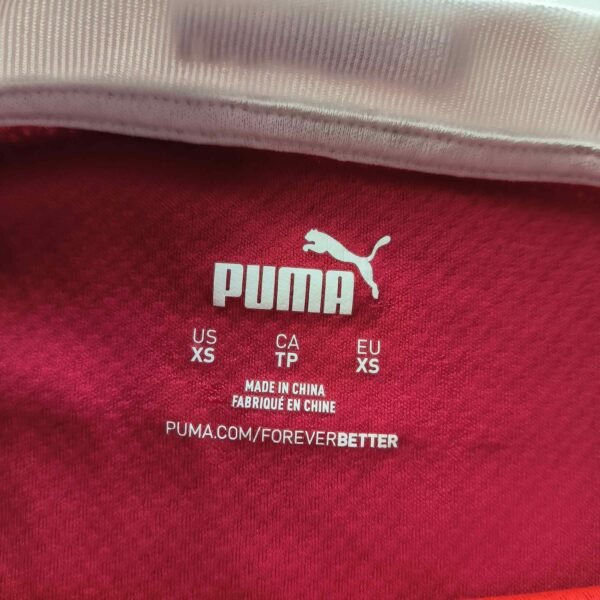 PUMA
US CA EU
XS TP XS
MADE IN CHINA
FABRIQUÉ EN CHINE
PUMA.COM/FOREVERBETTER